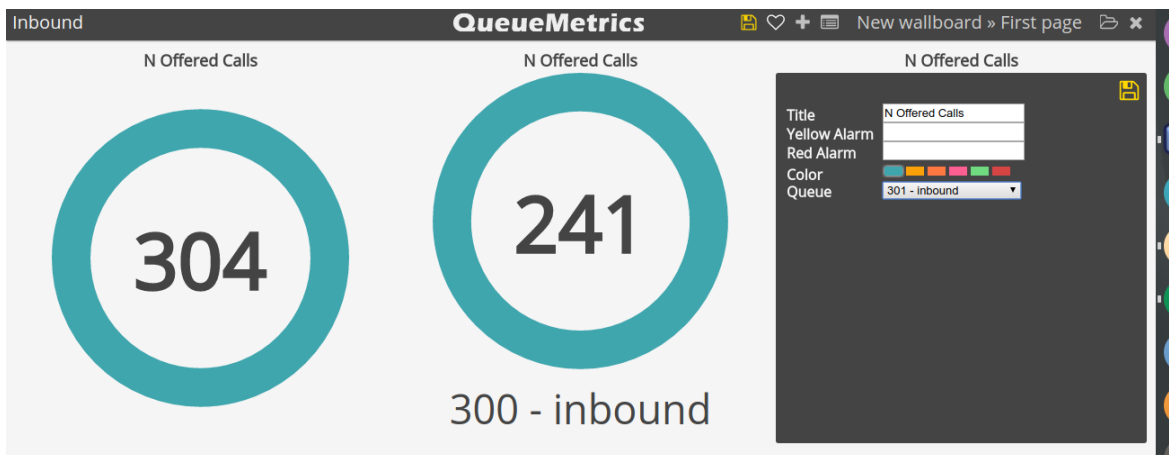 Inbound
QueueMetrics
New wallboard » First page
N Offered Calls
304
N Offered Calls
241
300 - inbound
N Offered Calls
Title N Offered Calls
Yellow Alarm
Red Alarm
Color
Queue 301 - inbound